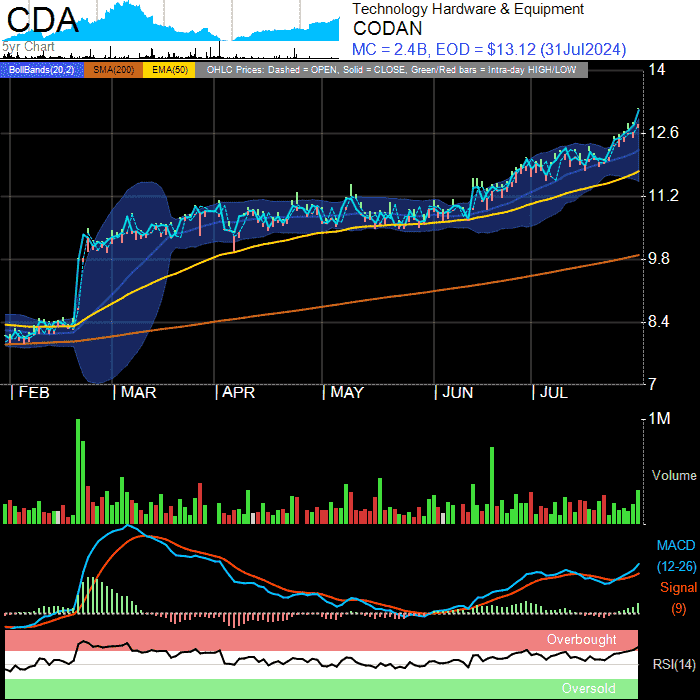 CDA
Technology Hardware & Equipment
CODAN
5yr Chart
MC = 2.4B, EOD = $13.12 (31Jul2024)
BollBands(20,2) SMA(200) EMA(50) OHLC Prices: Dashed = OPEN, Solid = CLOSE, Green/Red bars = Intra-day HIGH/LOW
14
12.6
11.2
9.8
8.4
7
| FEB | MAR | APR | MAY | JUN | JUL
1M
Volume
MACD
(12-26)
Signal
(9)
Overbought
RSI(14)
Oversold